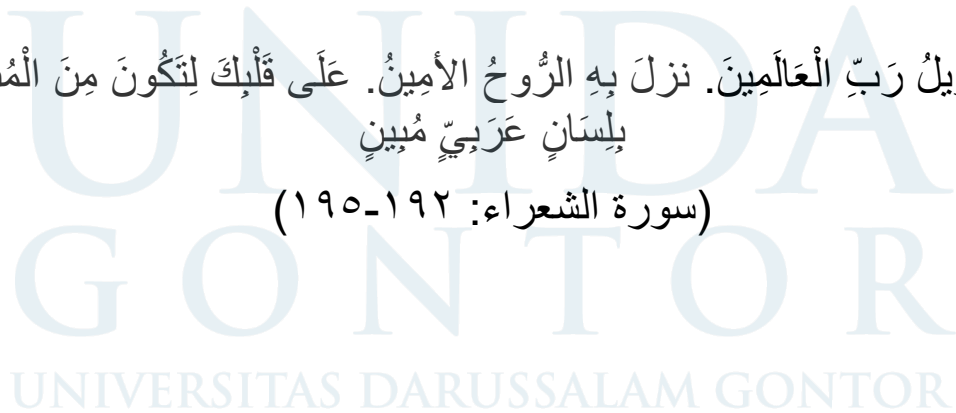 رَبِّ الْعَالَمِينَ. نزلَ بِهِ الرُّوحُ الأمِينُ. عَلَى قَلْبِكَ لِتَكُونَ مِنَ
بِلِسَانٍ عَرَبِيٍّ مُبِينٍ
(سورة الشعراء: ١٩٢-١٩٥)
UNIDA
GONTOR
UNIVERSITAS DARUSSALAM GONTOR